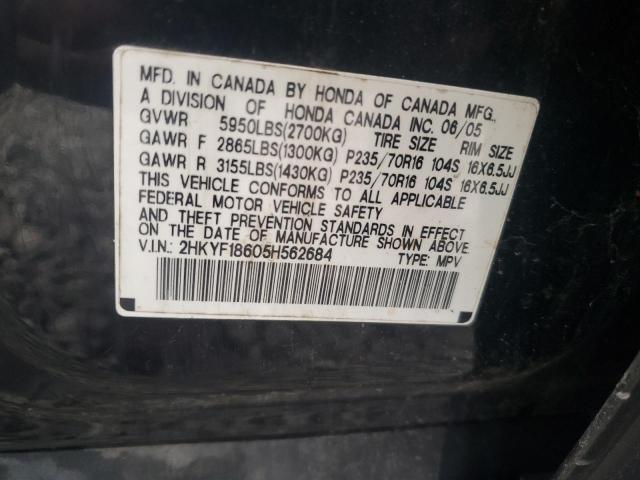 MFD. IN CANADA BY HONDA OF CANADA MFG.,
A DIVISION OF HONDA CANADA INC. 06/05
GVWR 5950LBS(2700KG) TIRE SIZE RIM SIZE
GAWR F 2865LBS(1300KG) P235/70R16 104S 16X6.5JJ
GAWR R 3155LBS(1430KG) P235/70R16 104S 16X6.5JJ
THIS VEHICLE CONFORMS TO ALL APPLICABLE
FEDERAL MOTOR VEHICLE SAFETY
AND THEFT PREVENTION STANDARDS IN EFFECT
ON THE DATE OF MANUFACTURE SHOWN ABOVE.
V.I.N.: 2HKYF18605H562684 TYPE: MPV